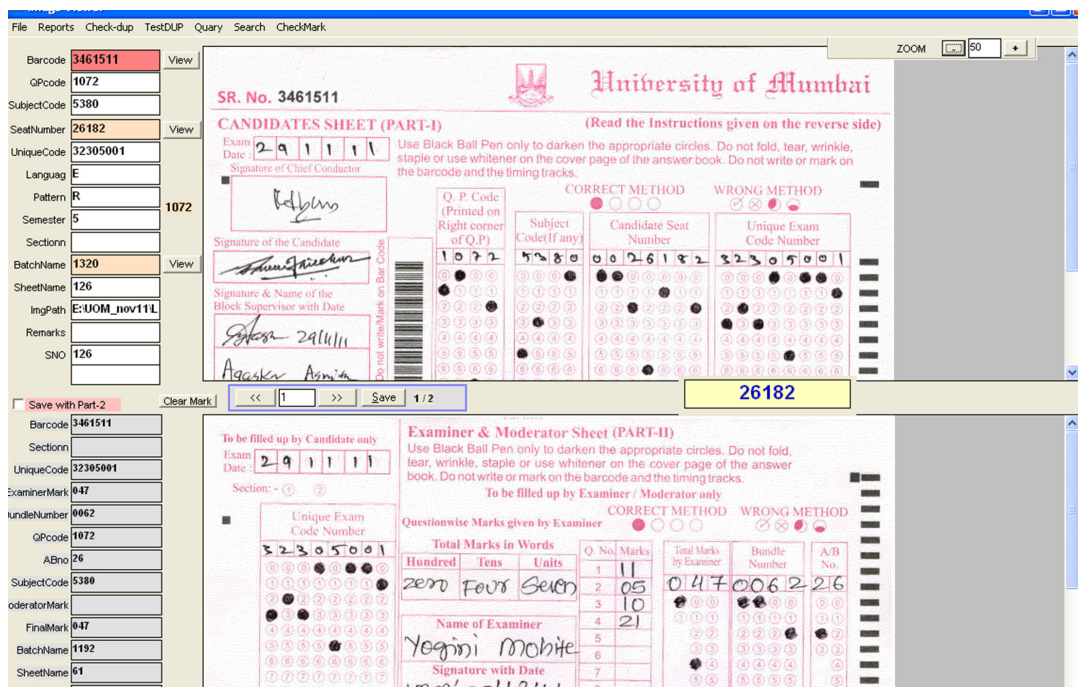 File Reports Check-dup TestDUP Quary Search CheckMark
ZOOM ... 50 +
Barcode 3461511 View
QPcode 1072
SubjectCode 5380
SeatNumber 26182 View
UniqueCode 32305001
Languag E
Pattern R
1072
Semester 5
Sectionn
BatchName 1320 View
SheetName 126
ImgPath E:\UOM_nov11\L
Remarks
SNO 126
University of Mumbai
SR. No. 3461511
CANDIDATES SHEET (PART-I)
(Read the Instructions given on the reverse side)
Exam Date : 2 9 1 1 1 1
Use Black Ball Pen only to darken the appropriate circles. Do not fold, tear, wrinkle,
staple or use whitener on the cover page of the answer book. Do not write or mark on
the barcode and the timing tracks.
Signature of Chief Conductor
CORRECT METHOD WRONG METHOD
Q. P. Code
(Printed on
Right corner
of Q.P)
1 0 7 2
Subject
Code(If any)
5 3 8 0
Candidate Seat
Number
0 0 2 6 1 8 2
Unique Exam
Code Number
3 2 3 0 5 0 0 1
Signature of the Candidate
Signature & Name of the
Block Supervisor with Date
29/11/11
Do not write/Mark on Bar Code
<< 1 >> Save 1 / 2
26182
Save with Part-2 Clear Mark
Barcode 3461511
Sectionn
UniqueCode 32305001
ExaminerMark 047
BundleNumber 0062
QPcode 1072
ABno 26
SubjectCode 5380
ModeratorMark
FinalMark 047
BatchName 1192
SheetName 61
To be filled up by Candidate only
Exam Date : 2 9 1 1 1 1
Section: - 1 2
Unique Exam
Code Number
3 2 3 0 5 0 0 1
Examiner & Moderator Sheet (PART-II)
Use Black Ball Pen only to darken the appropriate circles. Do not fold,
tear, wrinkle, staple or use whitener on the cover page of the answer
book. Do not write or mark on the barcode and the timing tracks.
To be filled up by Examiner / Moderator only
CORRECT METHOD WRONG METHOD
Questionwise Marks given by Examiner
Total Marks in Words
Hundred Tens Units
Zero Four Seven
Name of Examiner
Yogini Mohite
Signature with Date
Q. No. Marks
1 11
2 05
3 10
4 21
5
6
7
Total Marks
by Examiner
0 4 7
Bundle
Number
0 0 6 2
A/B
No.
2 6